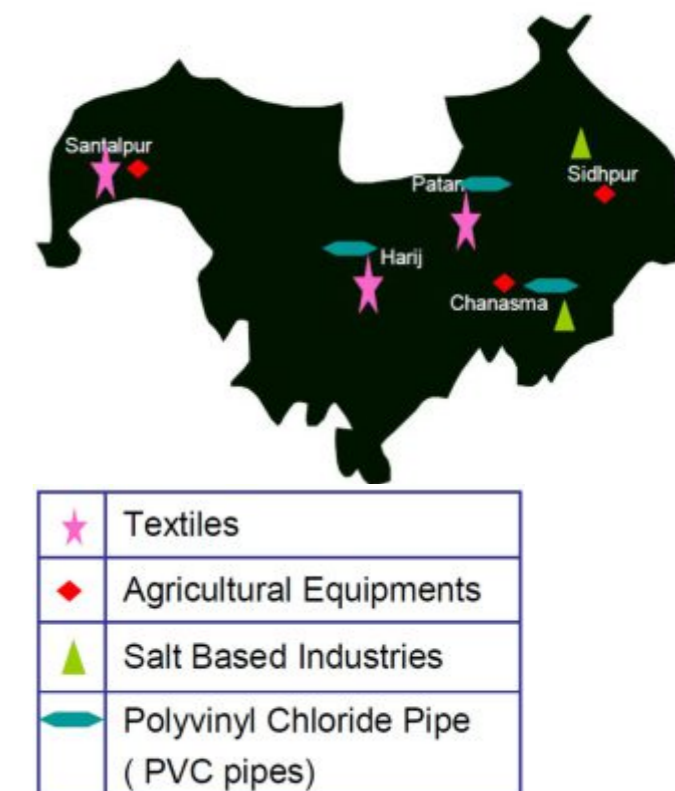 Santalpur
Sidhpur
Patan
Harij
Chanasma
Textiles
Agricultural Equipments
Salt Based Industries
Polyvinyl Chloride Pipe
( PVC pipes)